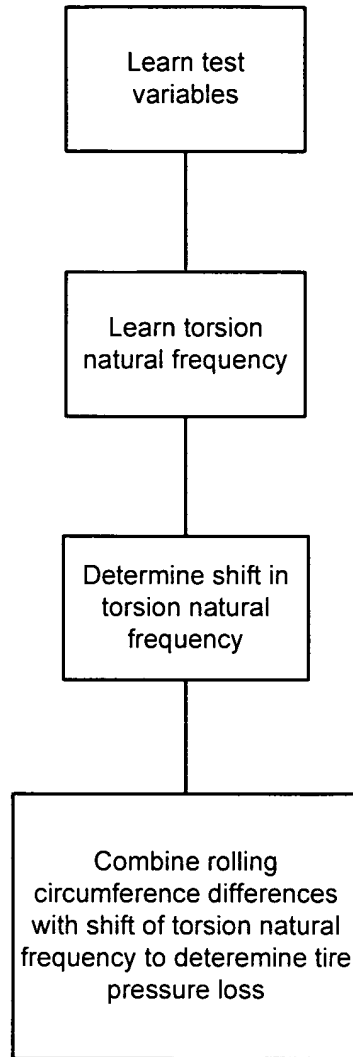 Learn test
variables
Learn torsion
natural frequency
Determine shift in
torsion natural
frequency
Combine rolling
circumference differences
with shift of torsion natural
frequency to deteremine tire
pressure loss